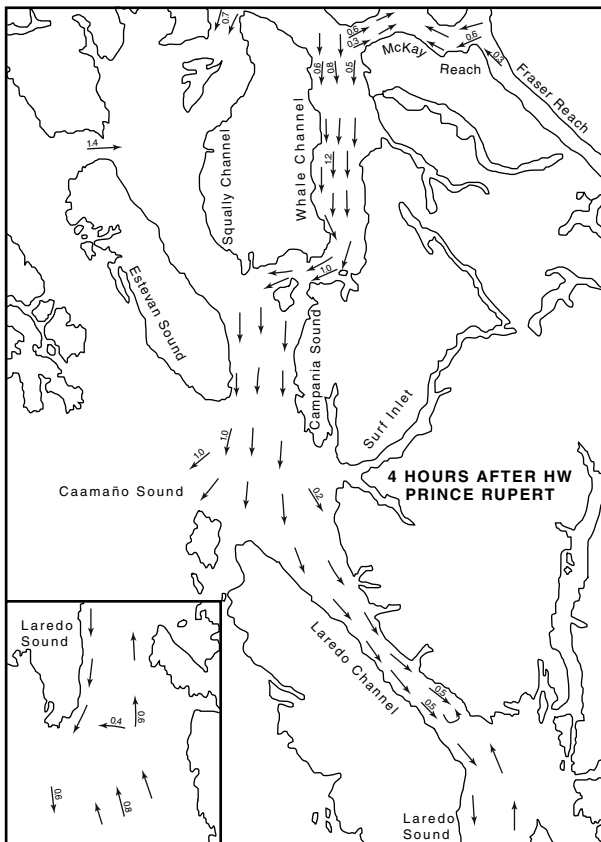 0.7
0.6
0.3
McKay
Reach
0.6
0.3
Fraser Reach
0.6
0.8
0.5
1.4
Squally Channel
Whale Channel
1.2
1.0
Estevan Sound
Campania Sound
Surf Inlet
1.0
1.0
Caamaño Sound
4 HOURS AFTER HW
PRINCE RUPERT
0.2
Laredo Channel
0.5
0.5
Laredo
Sound
Laredo
Sound
0.4
0.6
0.6
0.8